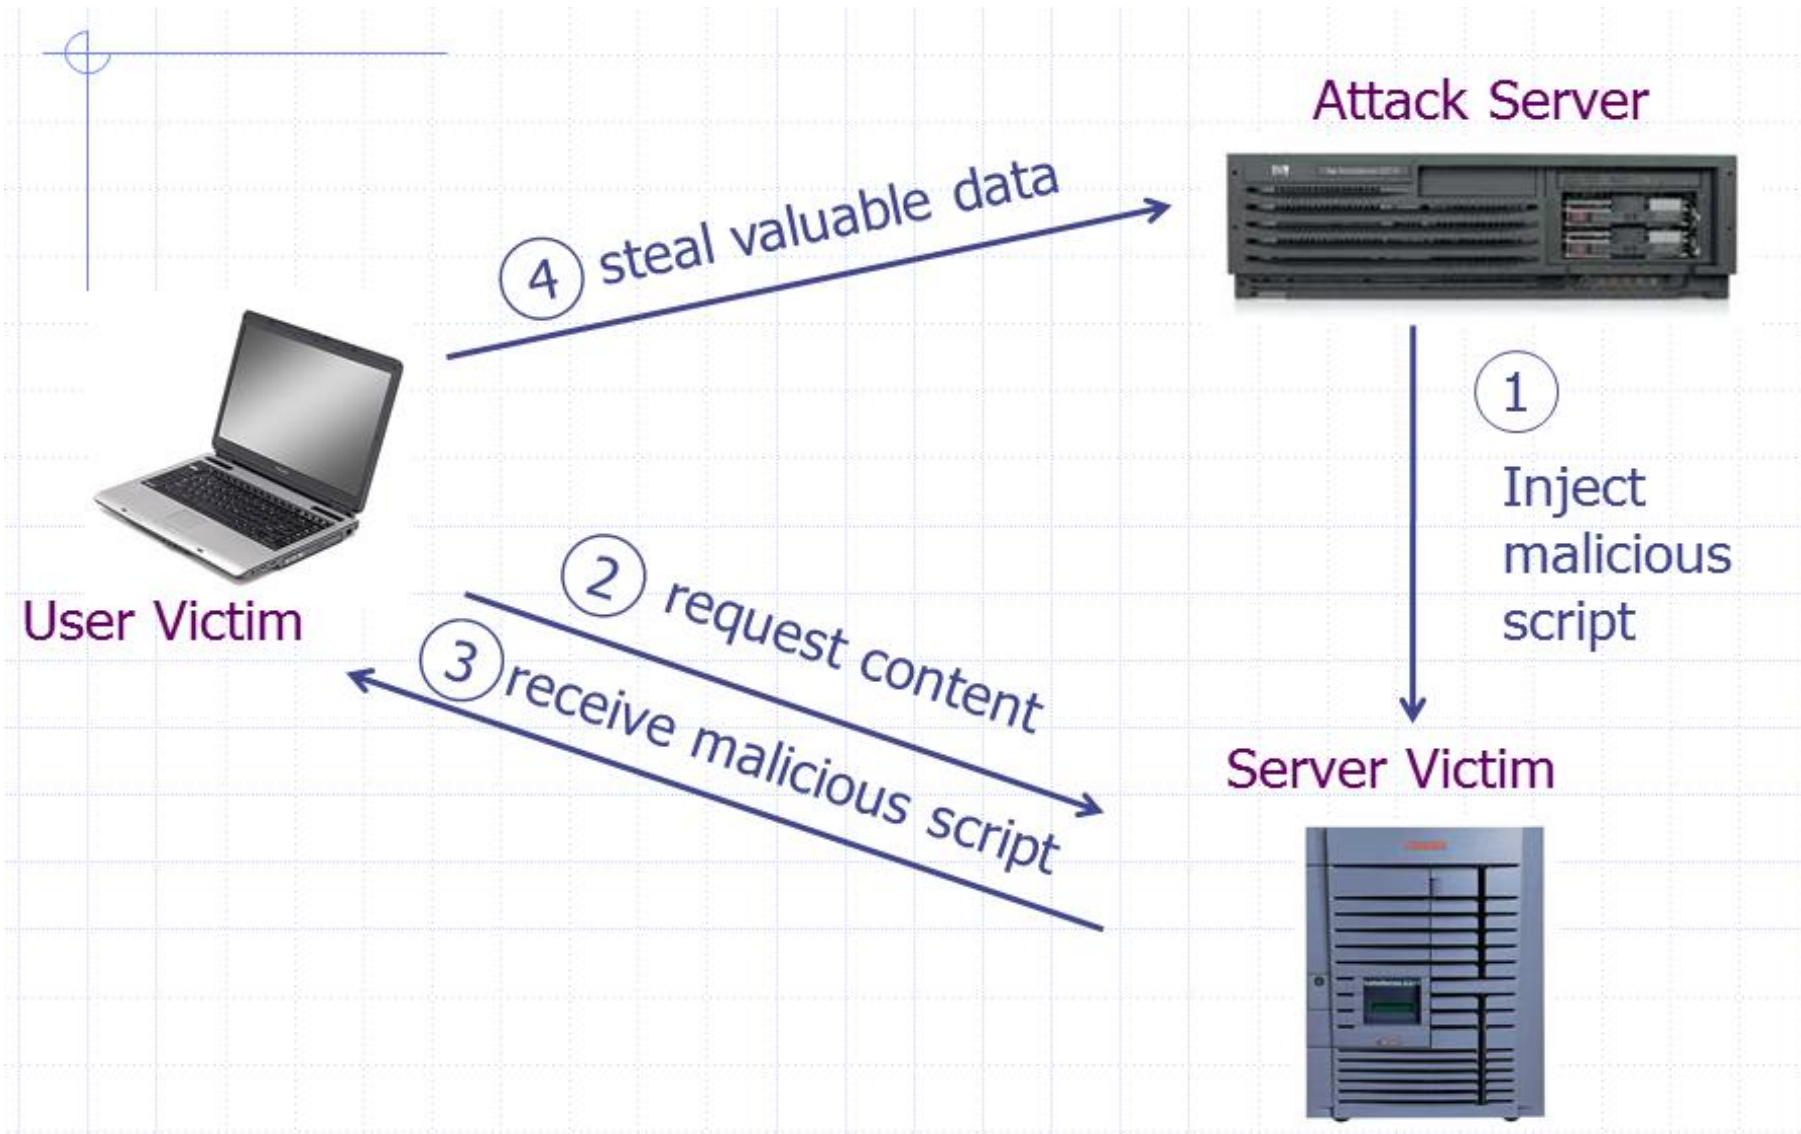 Attack Server
4 steal valuable data
1
Inject
malicious
script
User Victim
2 request content
3 receive malicious script
Server Victim